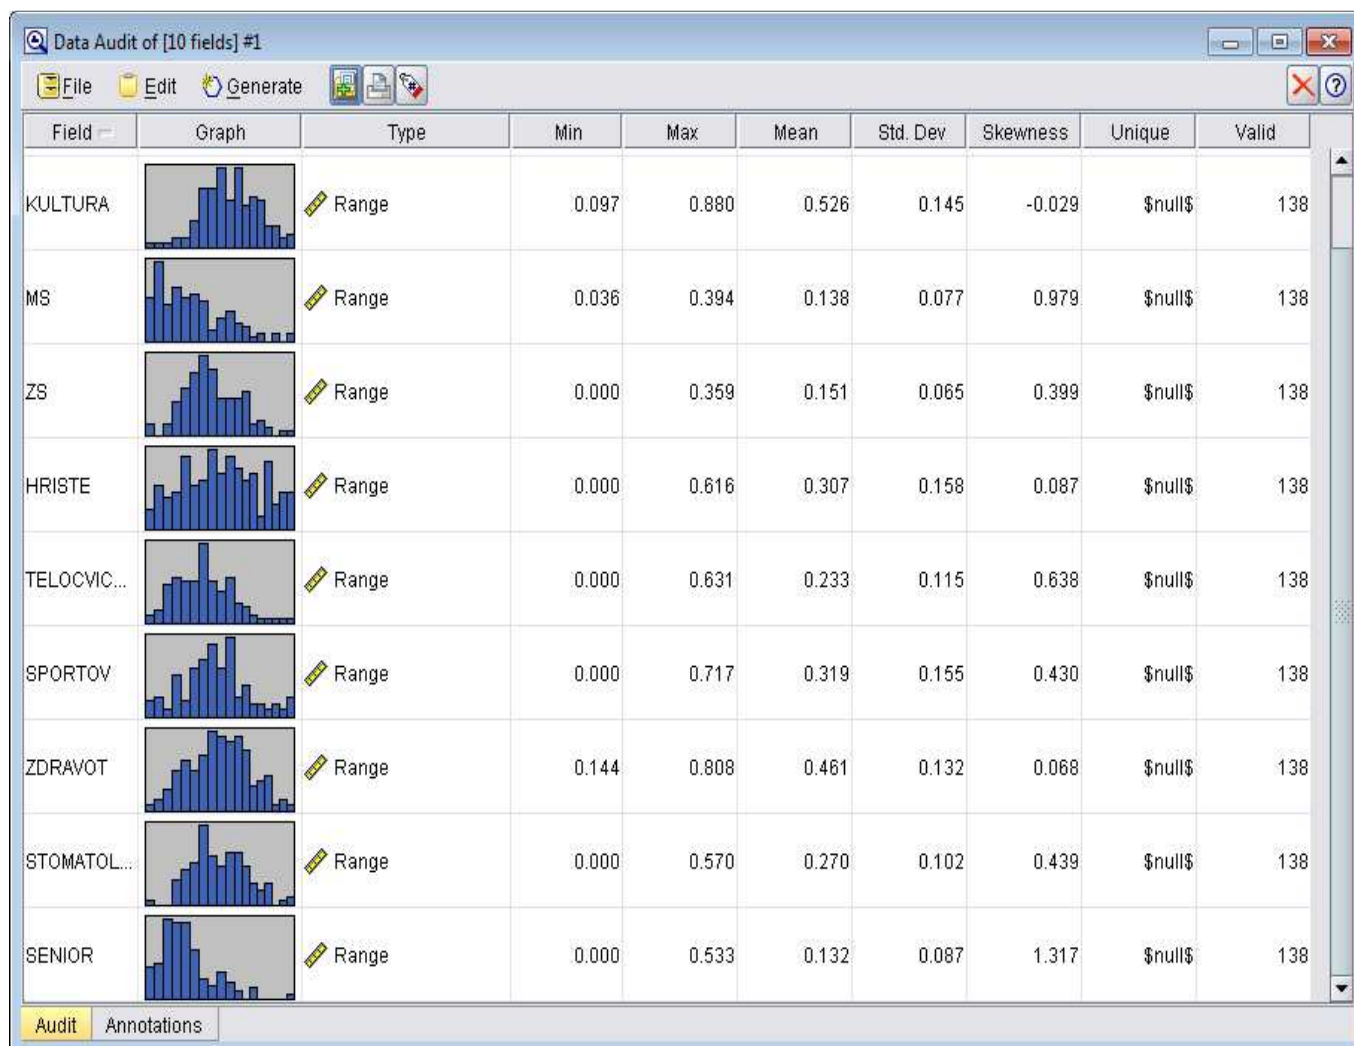 Data Audit of [10 fields] #1
File Edit Generate
Field Graph Type Min Max Mean Std. Dev Skewness Unique Valid
KULTURA Range 0.097 0.880 0.526 0.145 -0.029 $null$ 138
MS Range 0.036 0.394 0.138 0.077 0.979 $null$ 138
ZS Range 0.000 0.359 0.151 0.065 0.399 $null$ 138
HRISTE Range 0.000 0.616 0.307 0.158 0.087 $null$ 138
TELOCVIC... Range 0.000 0.631 0.233 0.115 0.638 $null$ 138
SPORTOV Range 0.000 0.717 0.319 0.155 0.430 $null$ 138
ZDRAVOT Range 0.144 0.808 0.461 0.132 0.068 $null$ 138
STOMATOL... Range 0.000 0.570 0.270 0.102 0.439 $null$ 138
SENIOR Range 0.000 0.533 0.132 0.087 1.317 $null$ 138
Audit Annotations